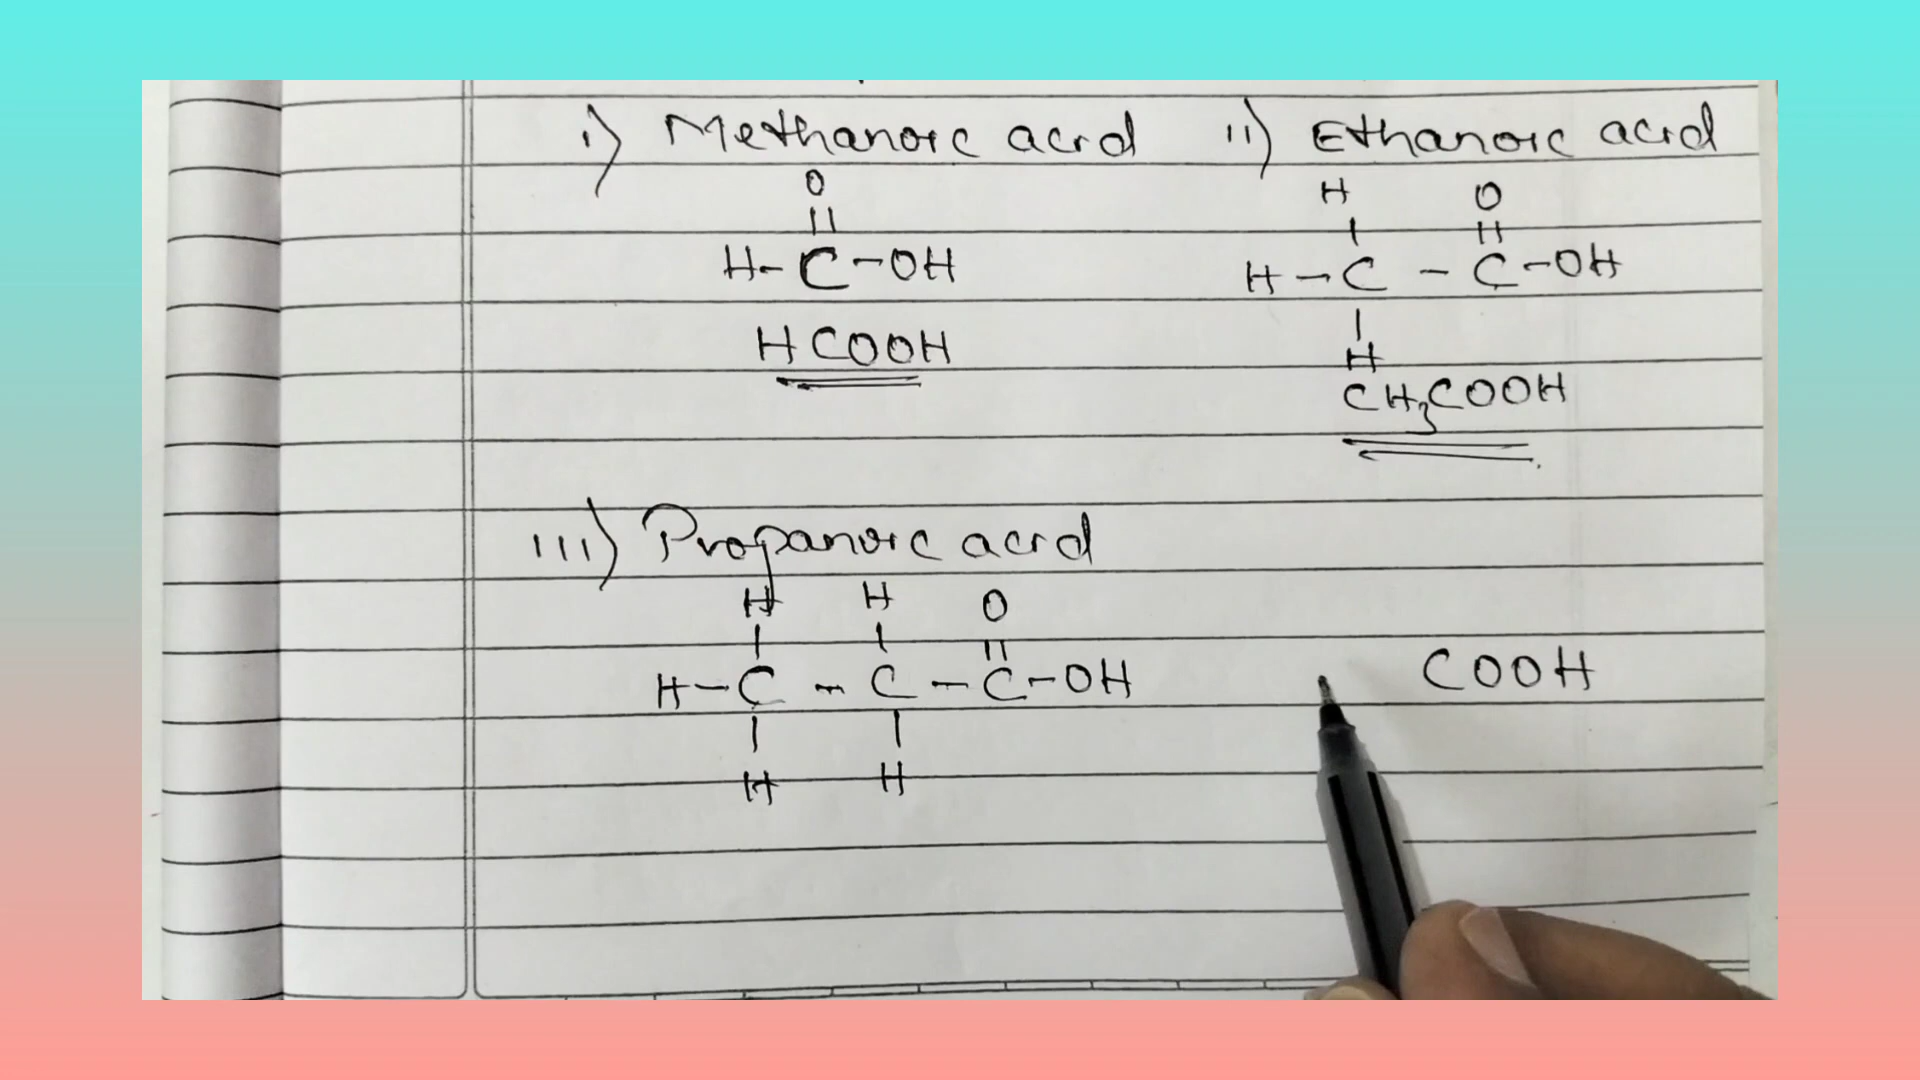 i) Methanoic acid
O
||
H-C-OH
HCOOH
ii) Ethanoic acid
H O
| ||
H-C-C-OH
|
H
CH₃COOH
iii) Propanoic acid
H H O
| | ||
H-C-C-C-OH
| |
H H
COOH